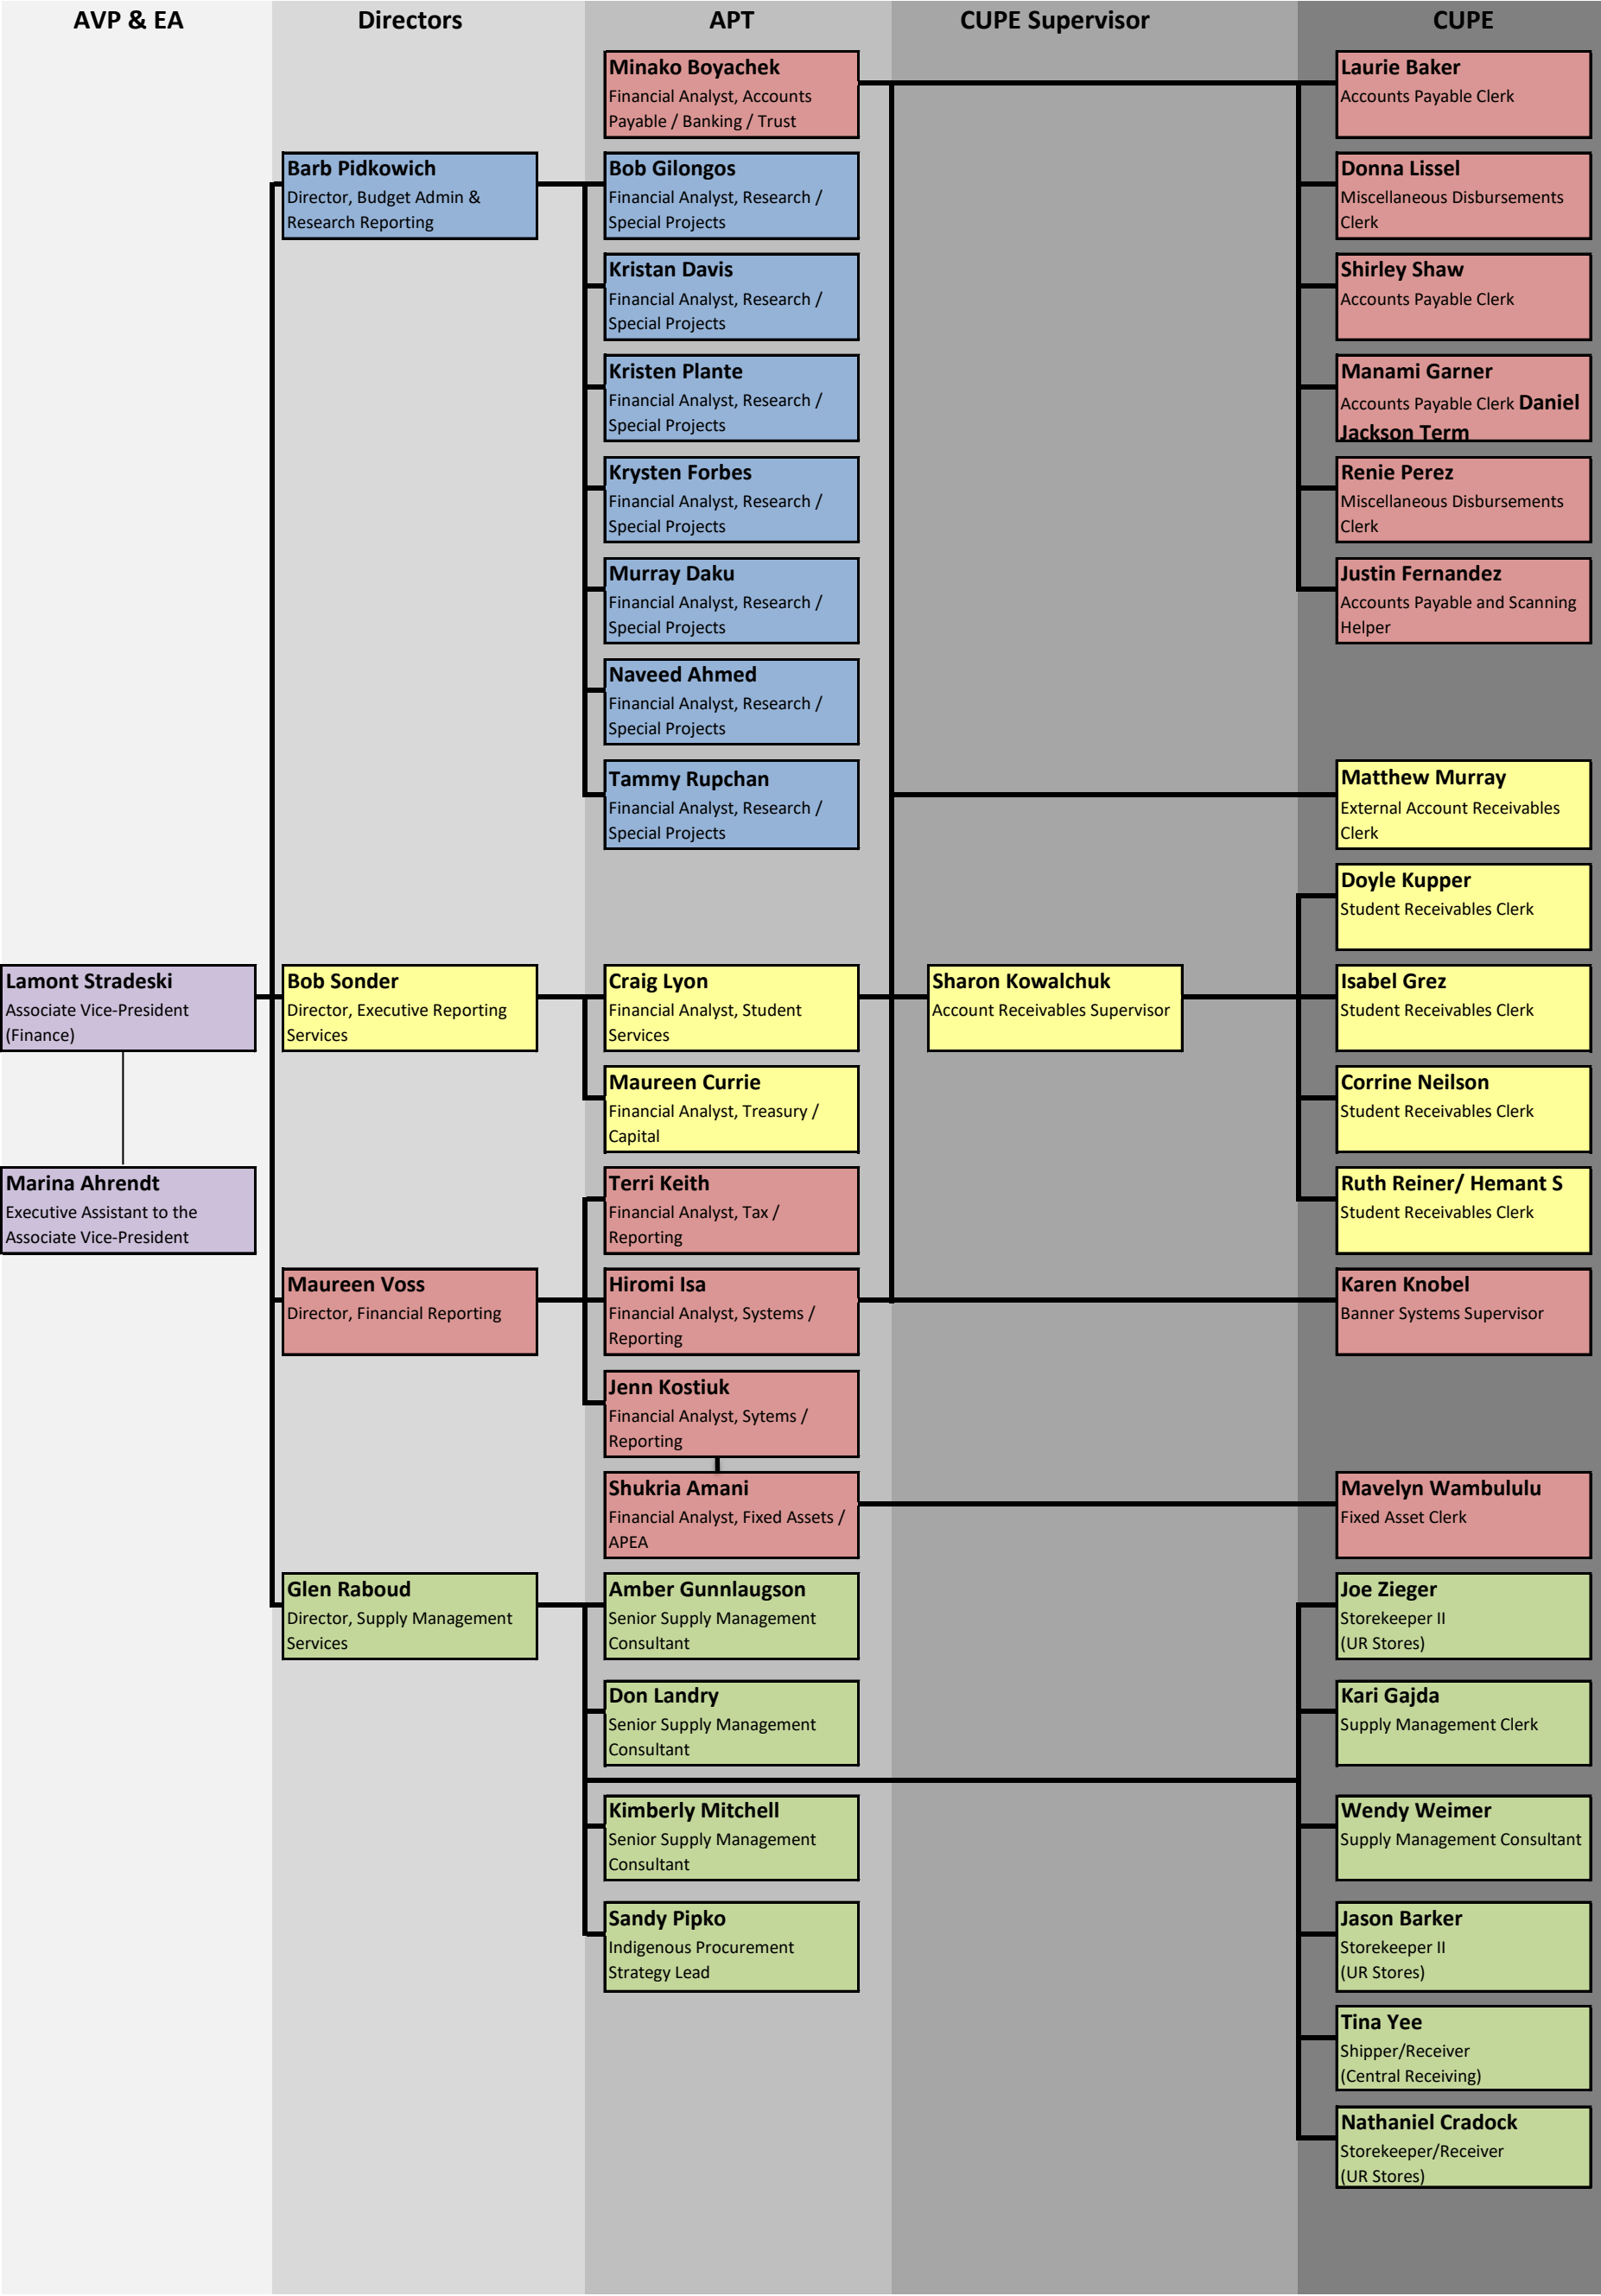 AVP & EA
Directors
APT
CUPE Supervisor
CUPE
Minako Boyachek
Financial Analyst, Accounts
Payable / Banking / Trust
Laurie Baker
Accounts Payable Clerk
Barb Pidkowich
Director, Budget Admin &
Research Reporting
Bob Gilongos
Financial Analyst, Research /
Special Projects
Donna Lissel
Miscellaneous Disbursements
Clerk
Kristan Davis
Financial Analyst, Research /
Special Projects
Shirley Shaw
Accounts Payable Clerk
Kristen Plante
Financial Analyst, Research /
Special Projects
Manami Garner
Accounts Payable Clerk Daniel
Jackson Term
Krysten Forbes
Financial Analyst, Research /
Special Projects
Renie Perez
Miscellaneous Disbursements
Clerk
Murray Daku
Financial Analyst, Research /
Special Projects
Justin Fernandez
Accounts Payable and Scanning
Helper
Naveed Ahmed
Financial Analyst, Research /
Special Projects
Tammy Rupchan
Financial Analyst, Research /
Special Projects
Matthew Murray
External Account Receivables
Clerk
Doyle Kupper
Student Receivables Clerk
Lamont Stradeski
Associate Vice-President
(Finance)
Bob Sonder
Director, Executive Reporting
Services
Craig Lyon
Financial Analyst, Student
Services
Sharon Kowalchuk
Account Receivables Supervisor
Isabel Grez
Student Receivables Clerk
Maureen Currie
Financial Analyst, Treasury /
Capital
Corrine Neilson
Student Receivables Clerk
Marina Ahrendt
Executive Assistant to the
Associate Vice-President
Terri Keith
Financial Analyst, Tax /
Reporting
Ruth Reiner/ Hemant S
Student Receivables Clerk
Maureen Voss
Director, Financial Reporting
Hiromi Isa
Financial Analyst, Systems /
Reporting
Karen Knobel
Banner Systems Supervisor
Jenn Kostiuk
Financial Analyst, Sytems /
Reporting
Shukria Amani
Financial Analyst, Fixed Assets /
APEA
Mavelyn Wambululu
Fixed Asset Clerk
Glen Raboud
Director, Supply Management
Services
Amber Gunnlaugson
Senior Supply Management
Consultant
Joe Zieger
Storekeeper II
(UR Stores)
Don Landry
Senior Supply Management
Consultant
Kari Gajda
Supply Management Clerk
Kimberly Mitchell
Senior Supply Management
Consultant
Wendy Weimer
Supply Management Consultant
Sandy Pipko
Indigenous Procurement
Strategy Lead
Jason Barker
Storekeeper II
(UR Stores)
Tina Yee
Shipper/Receiver
(Central Receiving)
Nathaniel Cradock
Storekeeper/Receiver
(UR Stores)